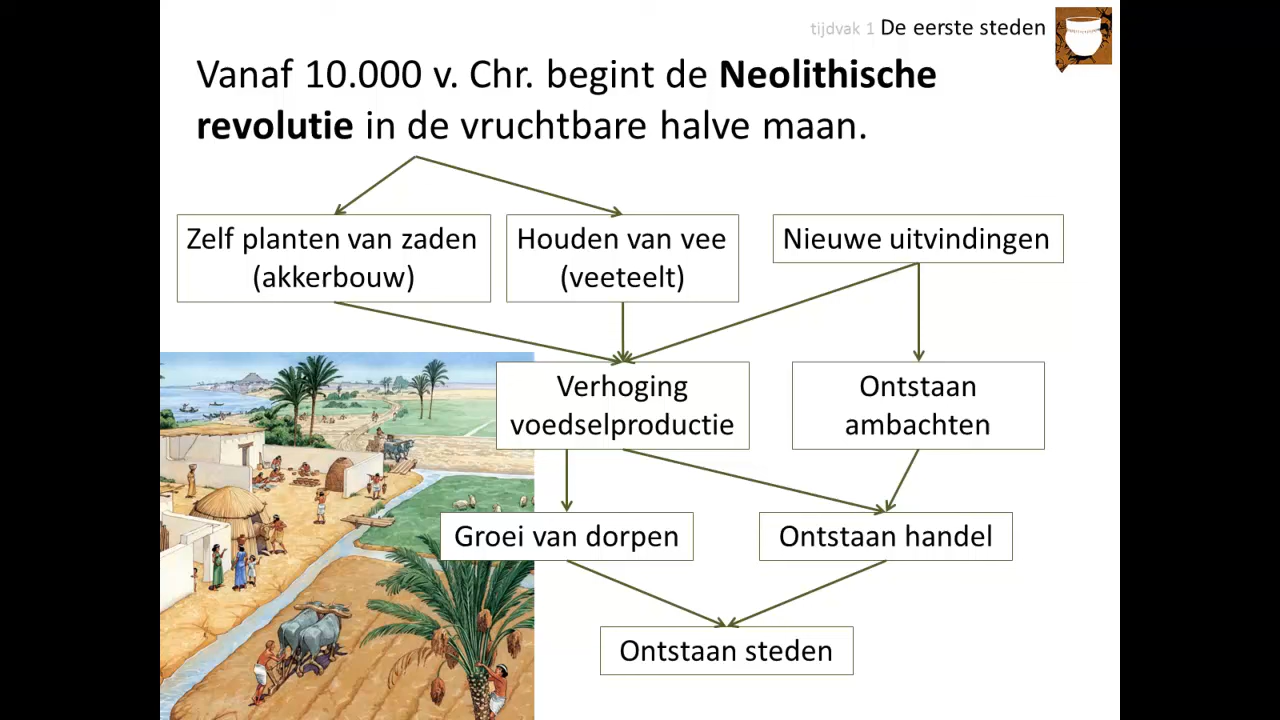 tijdvak 1 De eerste steden
Vanaf 10.000 v. Chr. begint de Neolithische
revolutie in de vruchtbare halve maan.
Zelf planten van zaden
(akkerbouw)
Houden van vee
(veeteelt)
Nieuwe uitvindingen
Verhoging
voedselproductie
Ontstaan
ambachten
Groei van dorpen
Ontstaan handel
Ontstaan steden